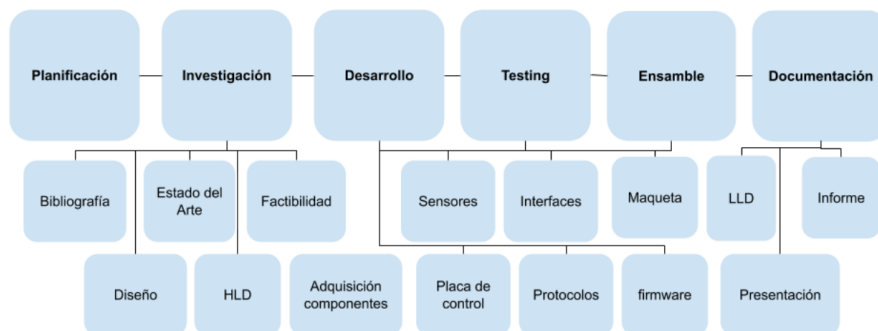 Planificación
Investigación
Desarrollo
Testing
Ensamble
Documentación
Bibliografía
Estado del
Arte
Factibilidad
Sensores
Interfaces
Maqueta
LLD
Informe
Diseño
HLD
Adquisición
componentes
Placa de
control
Protocolos
firmware
Presentación